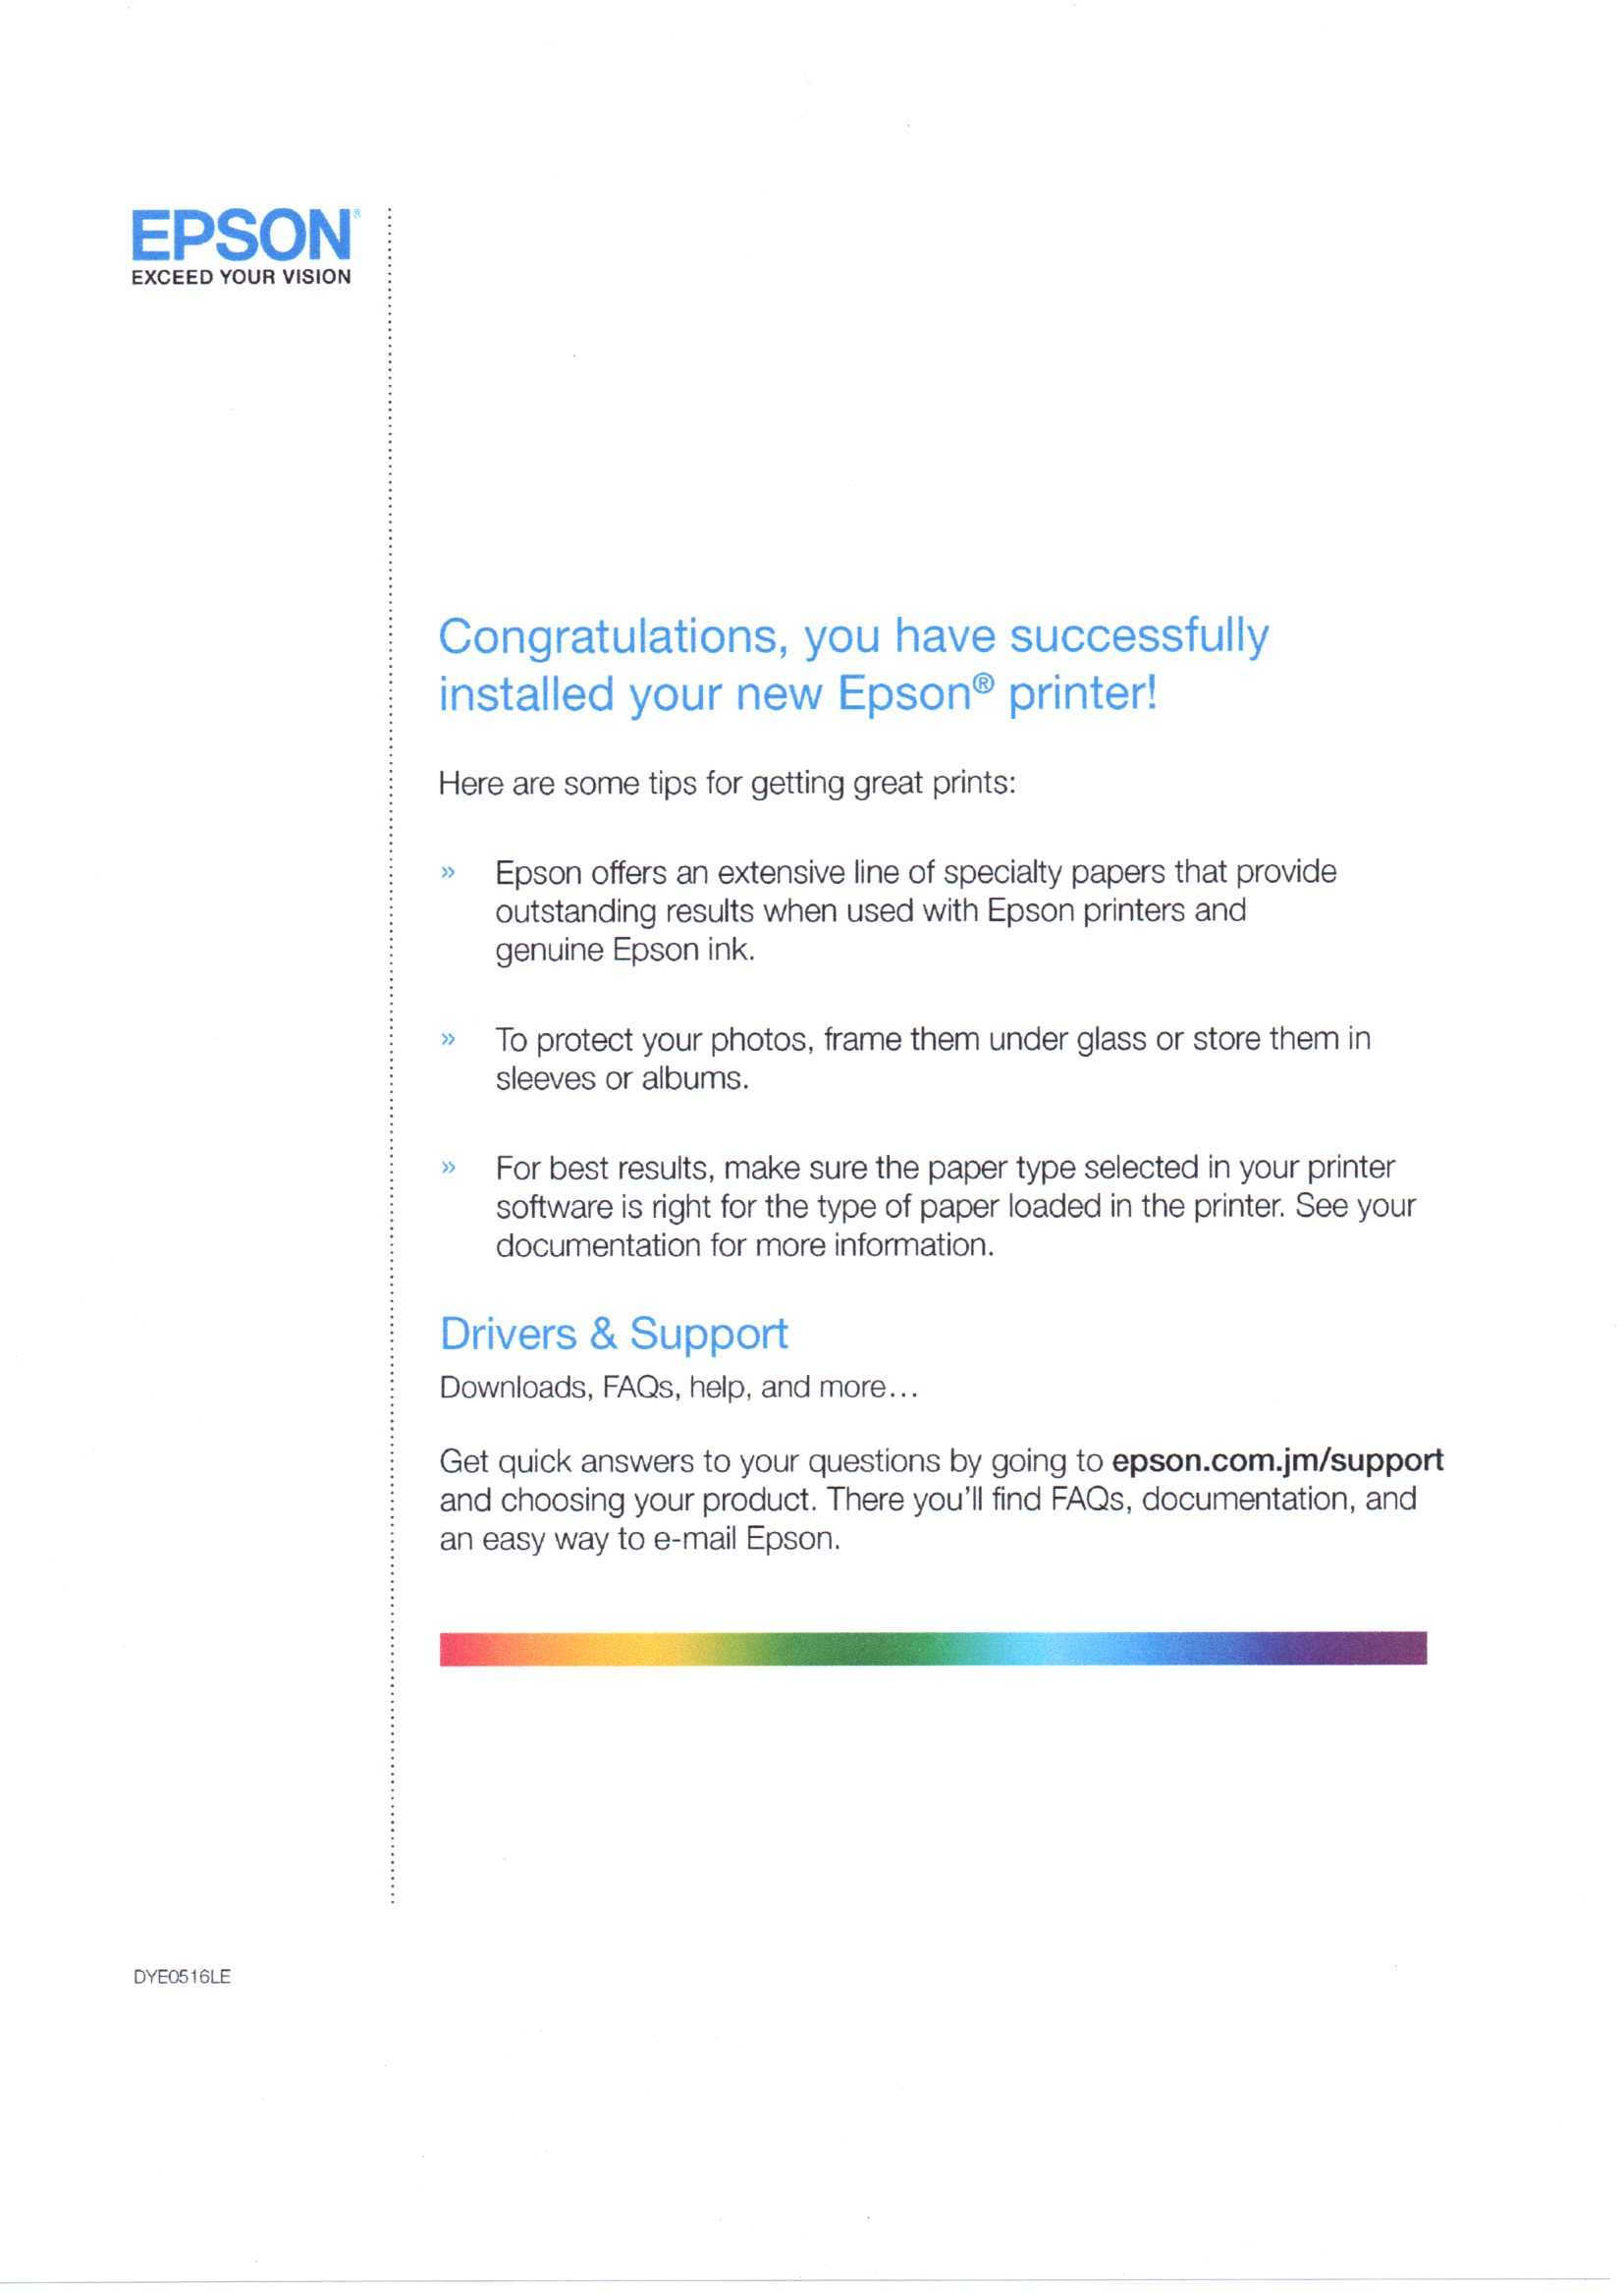 EPSON®
EXCEED YOUR VISION
Congratulations, you have successfully
installed your new Epson® printer!
Here are some tips for getting great prints:
» Epson offers an extensive line of specialty papers that provide
outstanding results when used with Epson printers and
genuine Epson ink.
» To protect your photos, frame them under glass or store them in
sleeves or albums.
» For best results, make sure the paper type selected in your printer
software is right for the type of paper loaded in the printer. See your
documentation for more information.
Drivers & Support
Downloads, FAQs, help, and more...
Get quick answers to your questions by going to epson.com.jm/support
and choosing your product. There you'll find FAQs, documentation, and
an easy way to e-mail Epson.
DYE0516LE